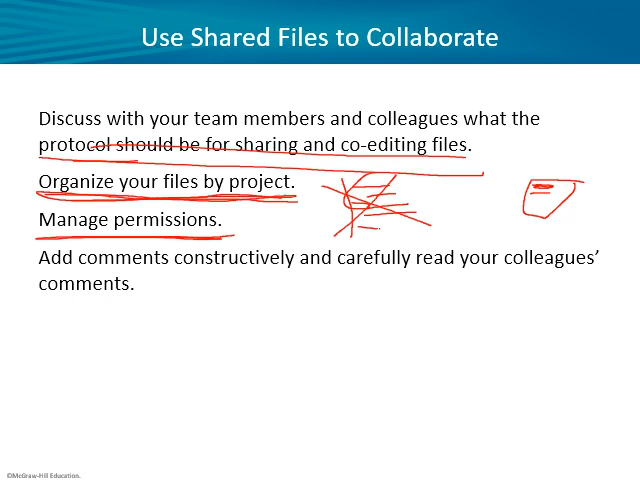 Use Shared Files to Collaborate
Discuss with your team members and colleagues what the
protocol should be for sharing and co-editing files.
Organize your files by project.
Manage permissions.
Add comments constructively and carefully read your colleagues’
comments.
©McGraw-Hill Education.